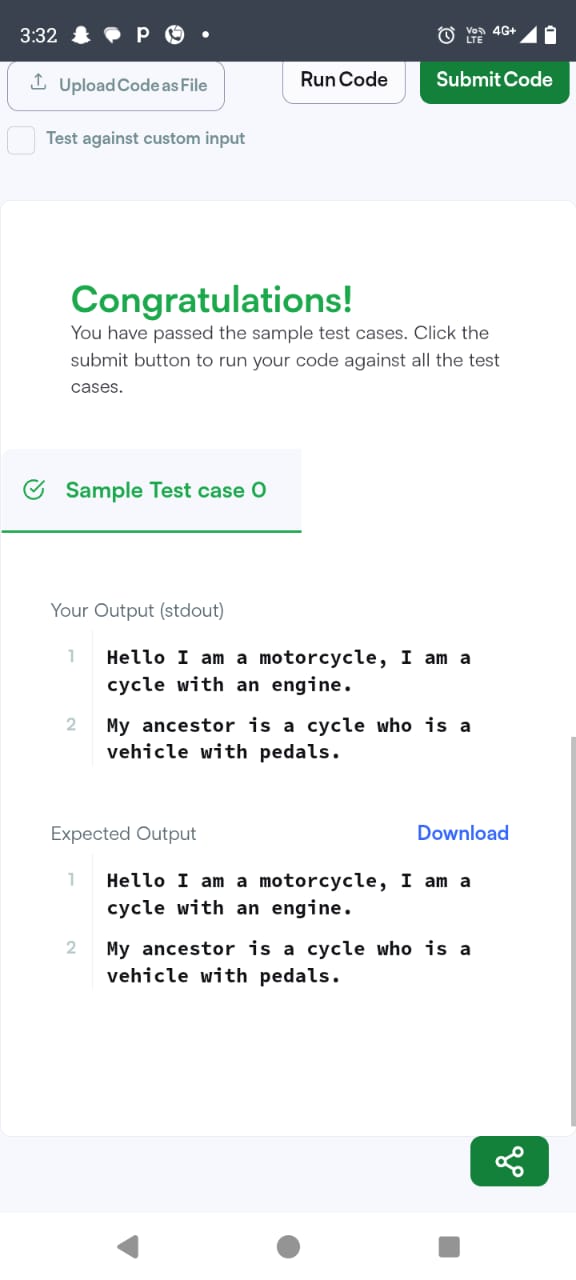 3:32
Vo)) LTE 4G+
Upload Code as File
Run Code
Submit Code
Test against custom input
Congratulations!
You have passed the sample test cases. Click the
submit button to run your code against all the test
cases.
Sample Test case 0
Your Output (stdout)
1 Hello I am a motorcycle, I am a
cycle with an engine.
2 My ancestor is a cycle who is a
vehicle with pedals.
Expected Output
Download
1 Hello I am a motorcycle, I am a
cycle with an engine.
2 My ancestor is a cycle who is a
vehicle with pedals.